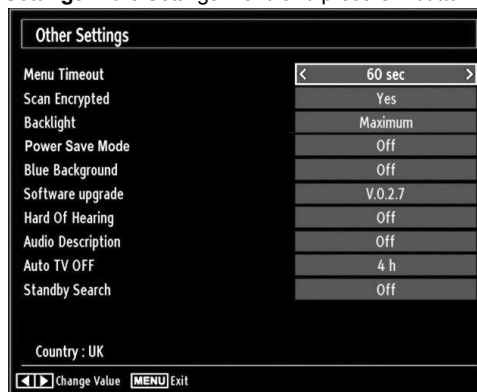 Other Settings
Menu Timeout < 60 sec >
Scan Encrypted Yes
Backlight Maximum
Power Save Mode Off
Blue Background Off
Software upgrade V.0.2.7
Hard Of Hearing Off
Audio Description Off
Auto TV OFF 4 h
Standby Search Off
Country : UK
Change Value MENU Exit